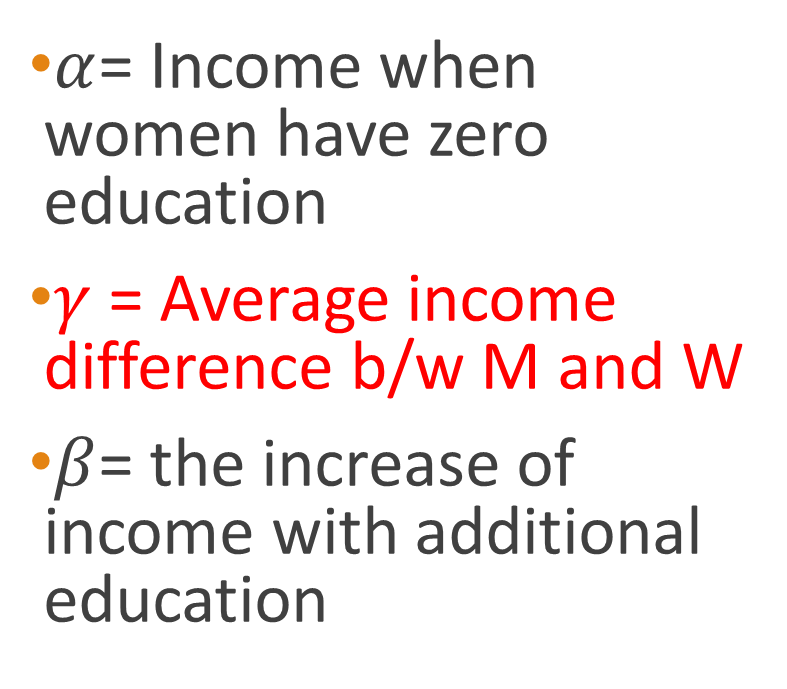 •𝛼= Income when
women have zero
education
•𝛾 = Average income
difference b/w M and W
•𝛽= the increase of
income with additional
education